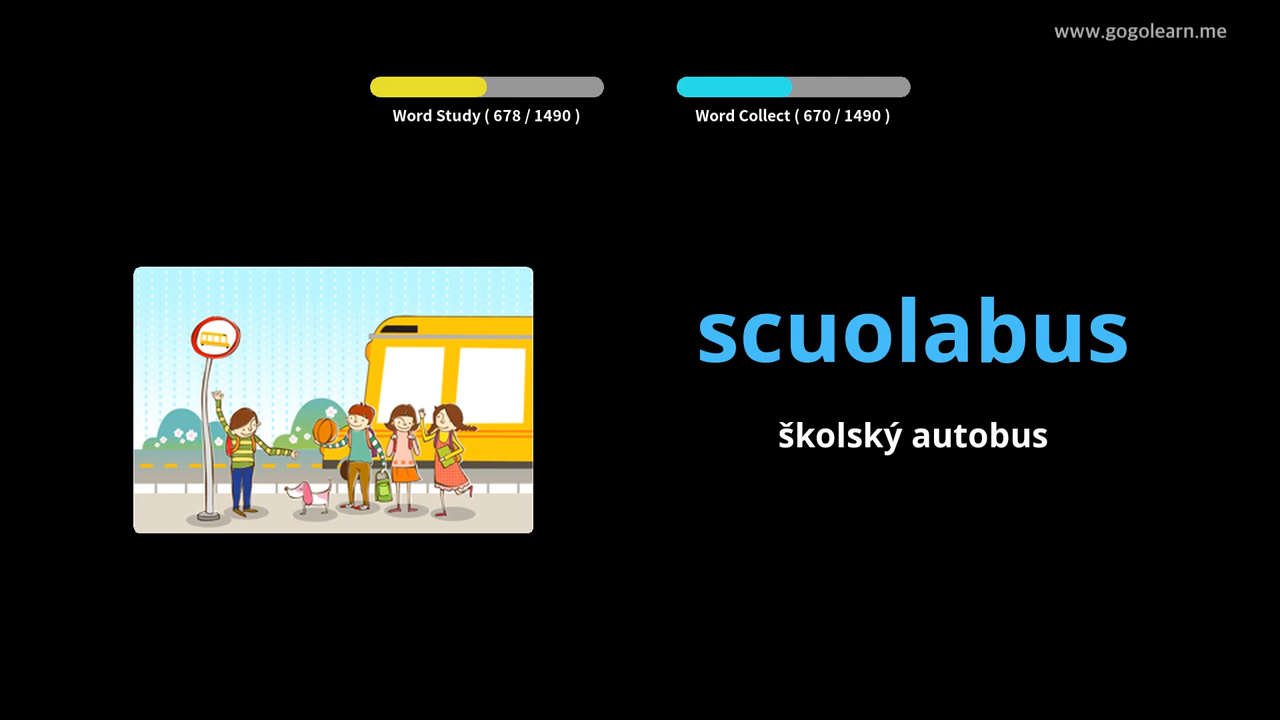 www.gogolearn.me
Word Study ( 678 / 1490 )
Word Collect ( 670 / 1490 )
scuolabus
školský autobus